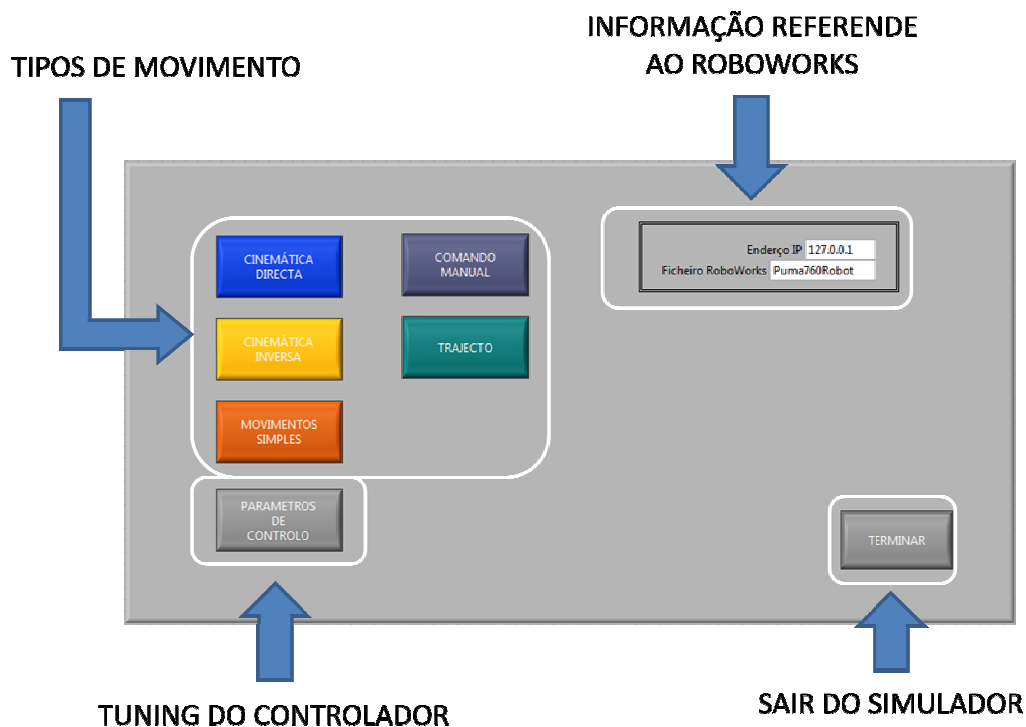 INFORMAÇÃO REFERENDE
AO ROBOWORKS
TIPOS DE MOVIMENTO
CINEMÁTICA
DIRECTA
COMANDO
MANUAL
Enderço IP 127.0.0.1
Ficheiro RoboWorks Puma760Robot
CINEMÁTICA
INVERSA
TRAJECTO
MOVIMENTOS
SIMPLES
PARAMETROS
DE
CONTROLO
TERMINAR
TUNING DO CONTROLADOR
SAIR DO SIMULADOR